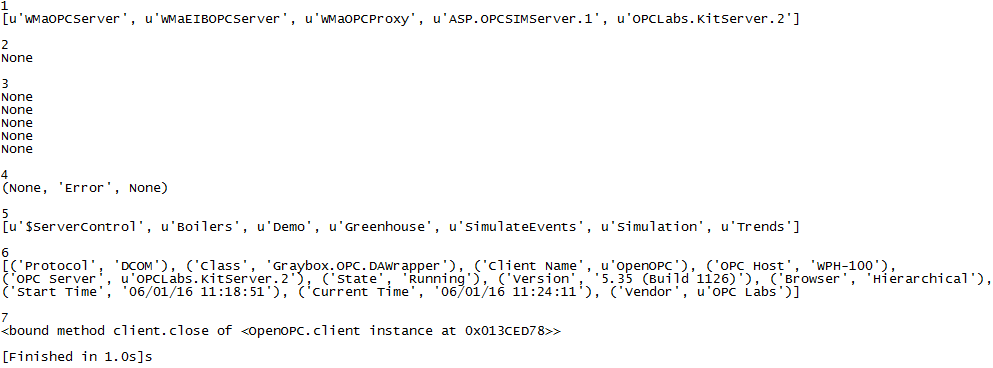 1
[u'WMaOPCServer', u'WMaEIBOPCServer', u'WMaOPCProxy', u'ASP.OPCSIMServer.1', u'OPCLabs.KitServer.2']
2
None
3
None
None
None
None
None
4
(None, 'Error', None)
5
[u'$ServerControl', u'Boilers', u'Demo', u'Greenhouse', u'SimulateEvents', u'Simulation', u'Trends']
6
[('Protocol', 'DCOM'), ('Class', 'Graybox.OPC.DAWrapper'), ('Client Name', u'OpenOPC'), ('OPC Host', 'WPH-100'),
('OPC Server', u'OPCLabs.KitServer.2'), ('State', 'Running'), ('Version', '5.35 (Build 1126)'), ('Browser', 'Hierarchical'),
('Start Time', '06/01/16 11:18:51'), ('Current Time', '06/01/16 11:24:11'), ('Vendor', u'OPC Labs')]
7
<bound method client.close of <OpenOPC.client instance at 0x013CED78>>
[Finished in 1.0s]s